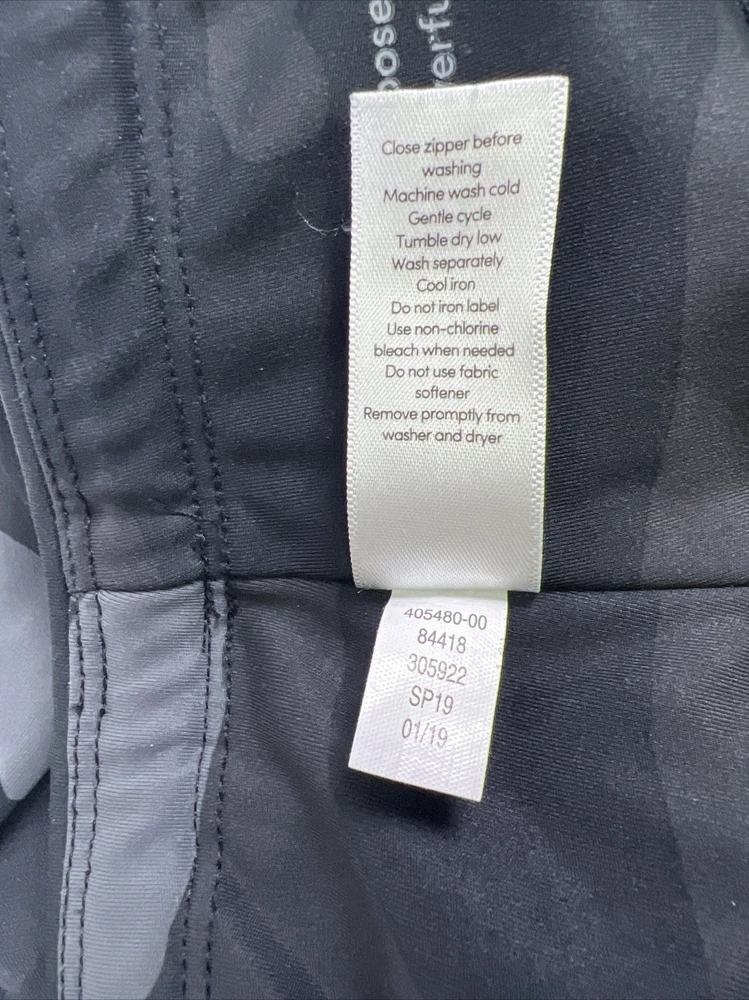 Close zipper before
washing
Machine wash cold
Gentle cycle
Tumble dry low
Wash separately
Cool iron
Do not iron label
Use non-chlorine
bleach when needed
Do not use fabric
softener
Remove promptly from
washer and dryer
405480-00
84418
305922
SP19
01/19